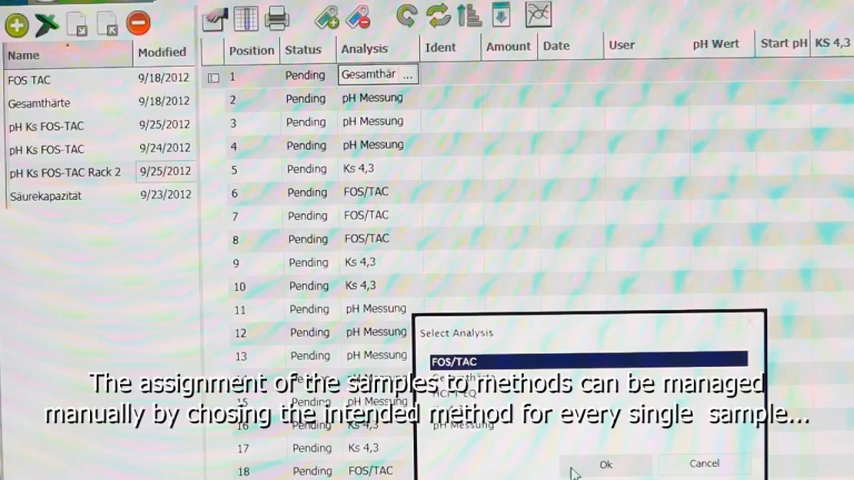 Name Modified
FOS TAC 9/18/2012
Gesamthärte 9/18/2012
pH Ks FOS-TAC 9/25/2012
pH Ks FOS-TAC 9/24/2012
pH Ks FOS-TAC Rack 2 9/25/2012
Säurekapazität 9/23/2012
Position Status Analysis Ident Amount Date User pH Wert Start pH KS 4,3
1 Pending Gesamthär ...
2 Pending pH Messung
3 Pending pH Messung
4 Pending pH Messung
5 Pending Ks 4,3
6 Pending FOS/TAC
7 Pending FOS/TAC
8 Pending FOS/TAC
9 Pending Ks 4,3
10 Pending Ks 4,3
11 Pending pH Messung
12 Pending pH Messung
13 Pending pH Messung
16 Pending Ks 4,3
17 Pending Ks 4,3
18 Pending FOS/TAC
Select Analysis
FOS/TAC
pH Messung
Ok Cancel
The assignment of the samples to methods can be managed
manually by chosing the intended method for every single sample...